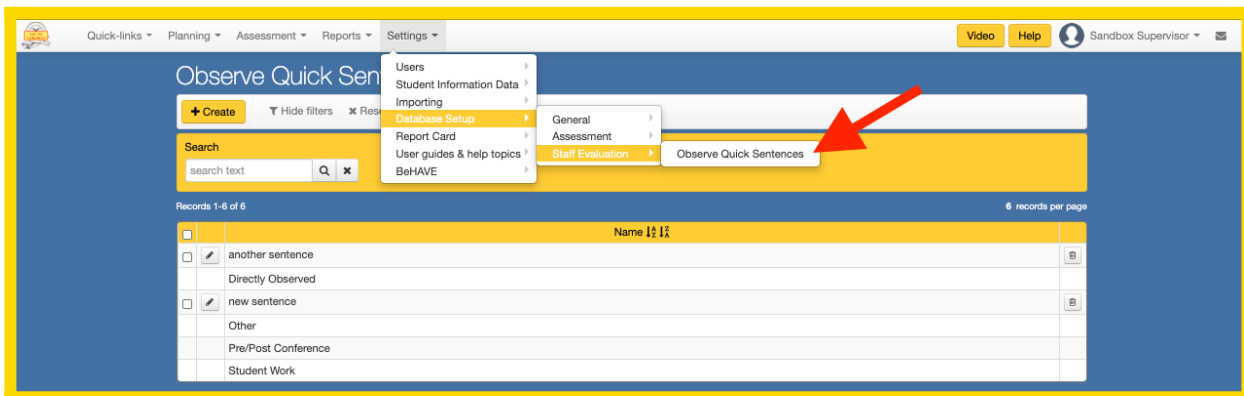 Quick-links Planning Assessment Reports Settings Video Help Sandbox Supervisor
Observe Quick Sen
Users
Student Information Data
Importing
Database Setup
Report Card
User guides & help topics
BeHAVE
General
Assessment
Staff Evaluation
Observe Quick Sentences
+ Create Hide filters Rese
Search
search text
Records 1-6 of 6 6 records per page
Name
another sentence
Directly Observed
new sentence
Other
Pre/Post Conference
Student Work